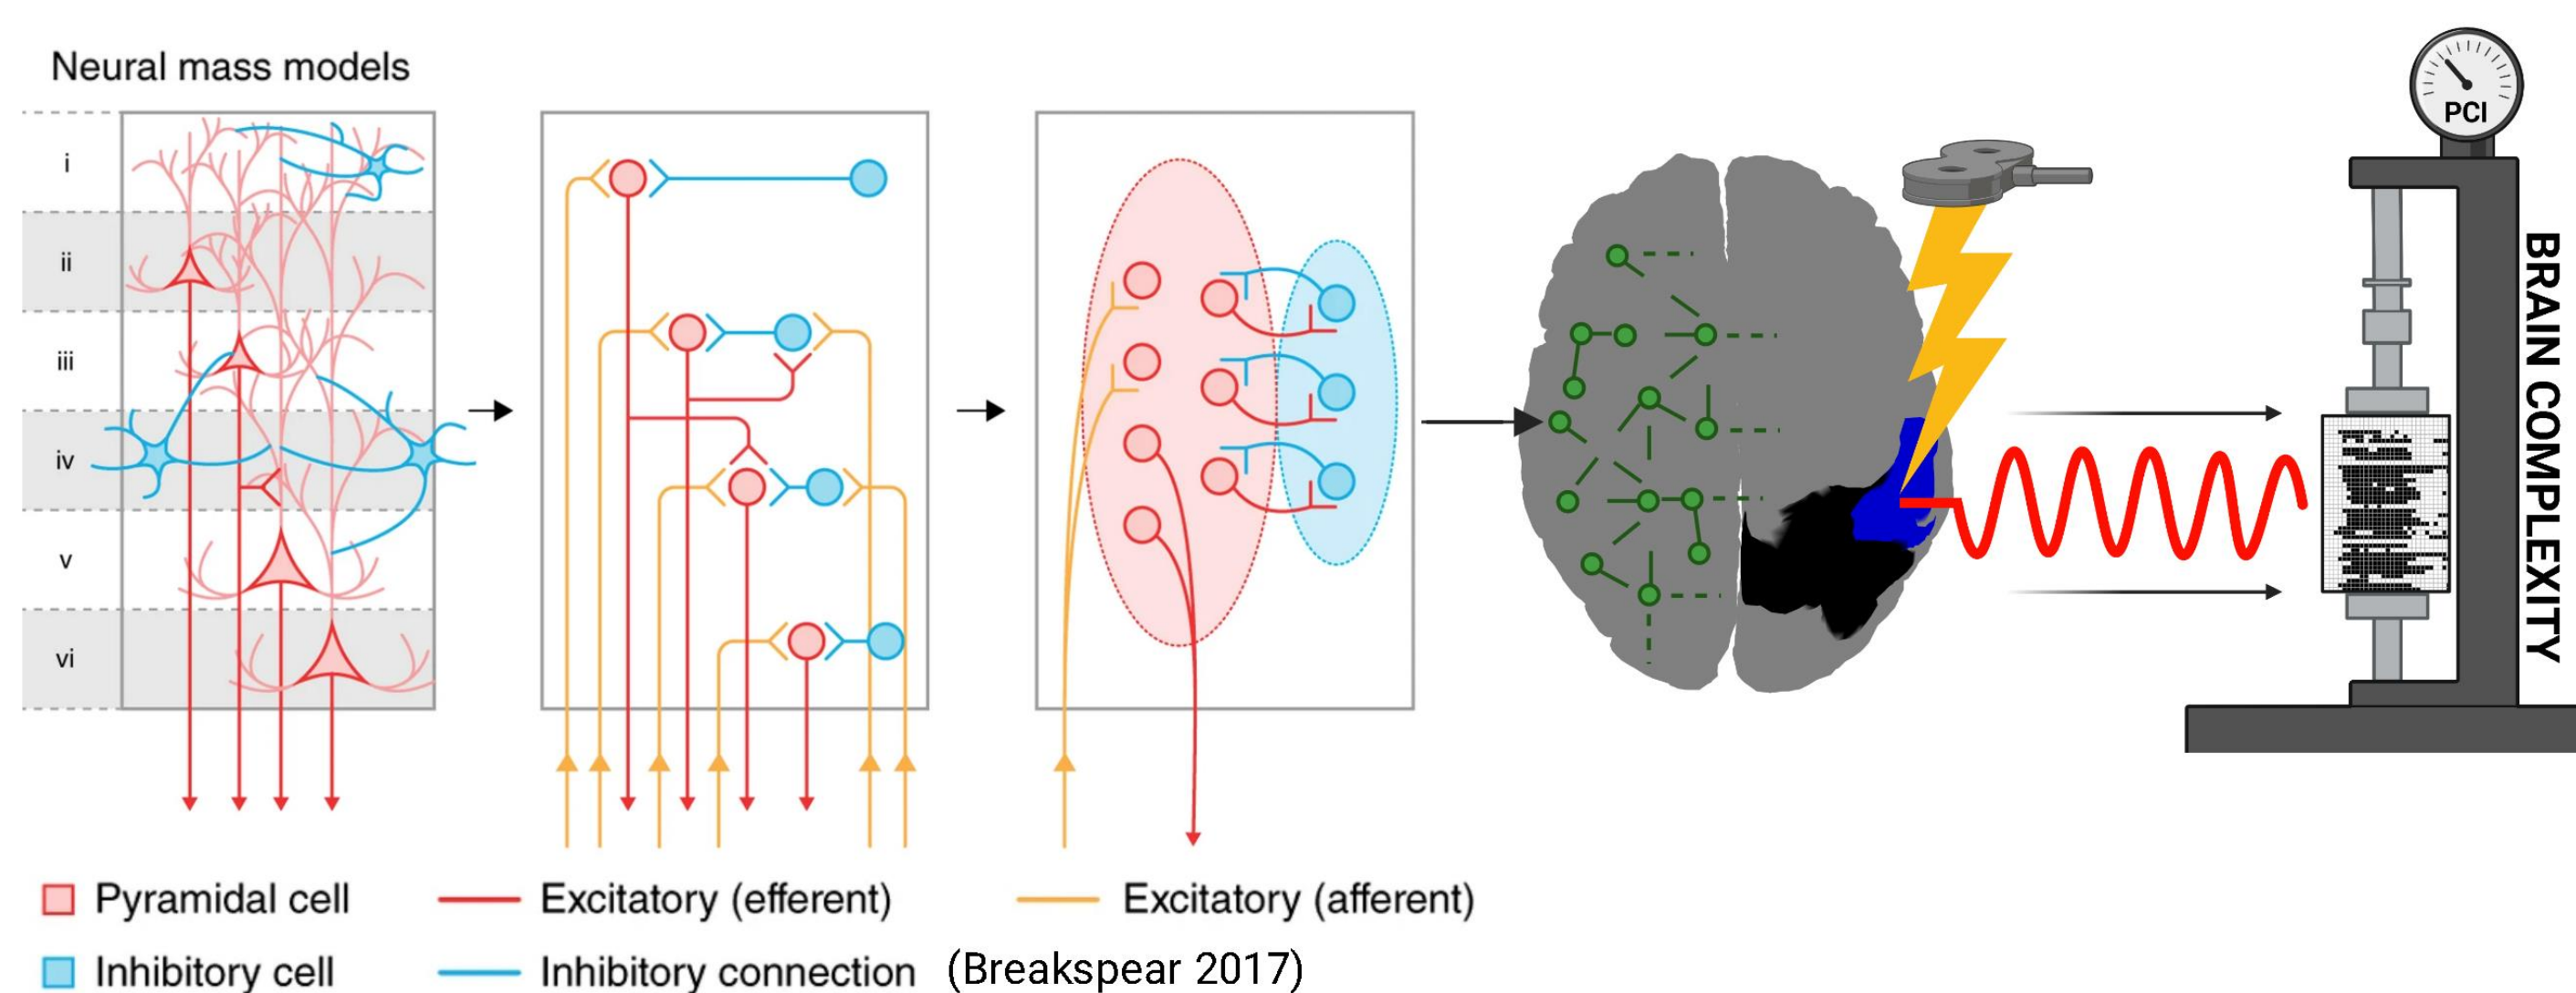 Neural mass models
i
ii
iii
iv
v
vi
PCI
BRAIN COMPLEXITY
Pyramidal cell
Excitatory (efferent)
Excitatory (afferent)
Inhibitory cell
Inhibitory connection
(Breakspear 2017)